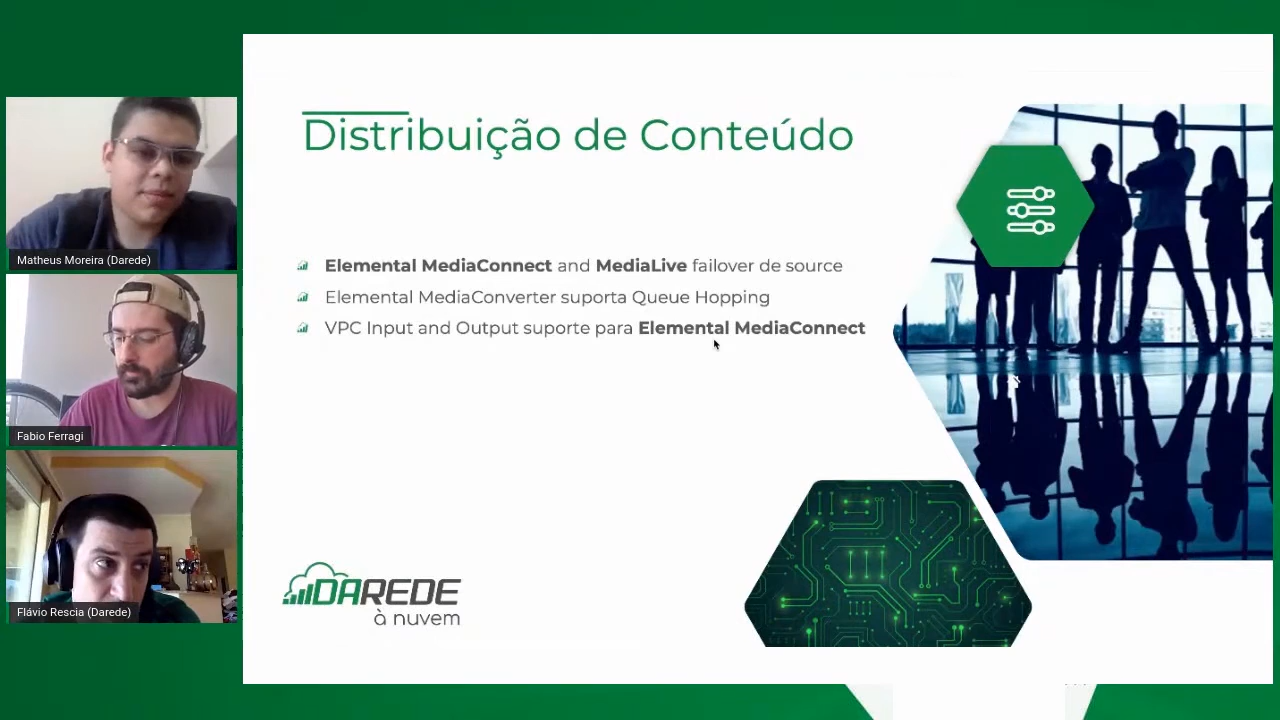 Distribuição de Conteúdo
Elemental MediaConnect and MediaLive failover de source
Elemental MediaConverter suporta Queue Hopping
VPC Input and Output suporte para Elemental MediaConnect
Matheus Moreira (Darede)
Fabio Ferragi
Flávio Rescia (Darede)
DAREDE
à nuvem